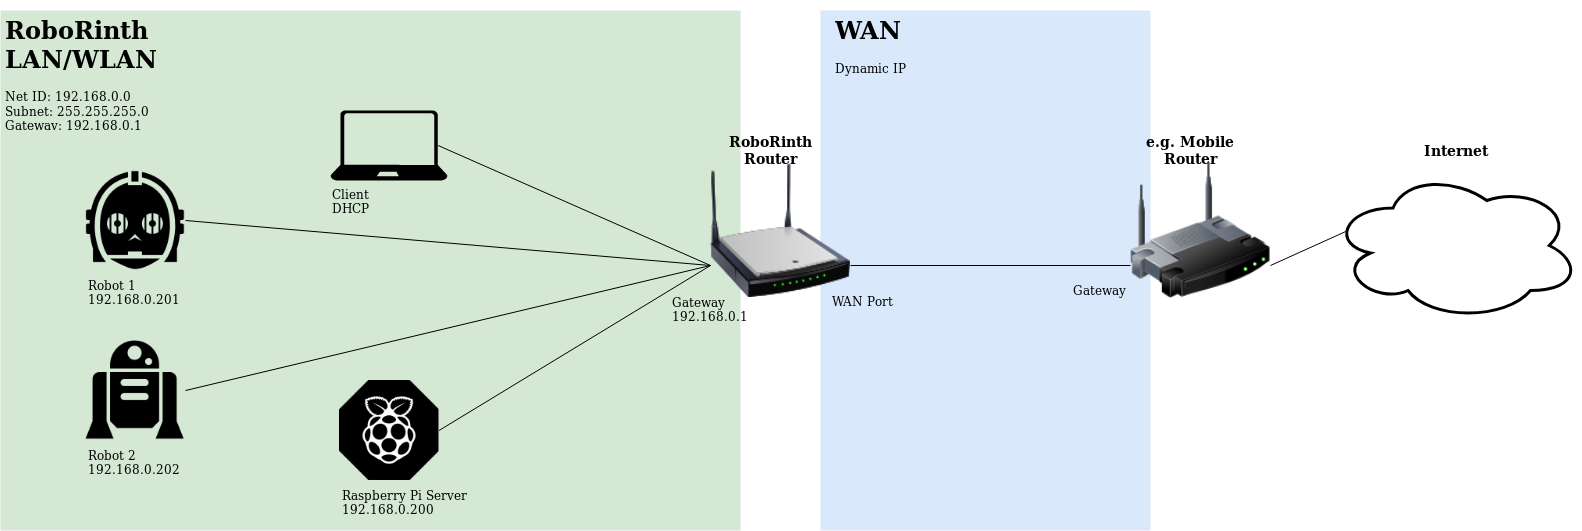 RoboRinth
LAN/WLAN
Net ID: 192.168.0.0
Subnet: 255.255.255.0
Gateway: 192.168.0.1
Client
DHCP
Robot 1
192.168.0.201
Robot 2
192.168.0.202
Raspberry Pi Server
192.168.0.200
RoboRinth
Router
Gateway
192.168.0.1
WAN
Dynamic IP
WAN Port
Gateway
e.g. Mobile
Router
Internet